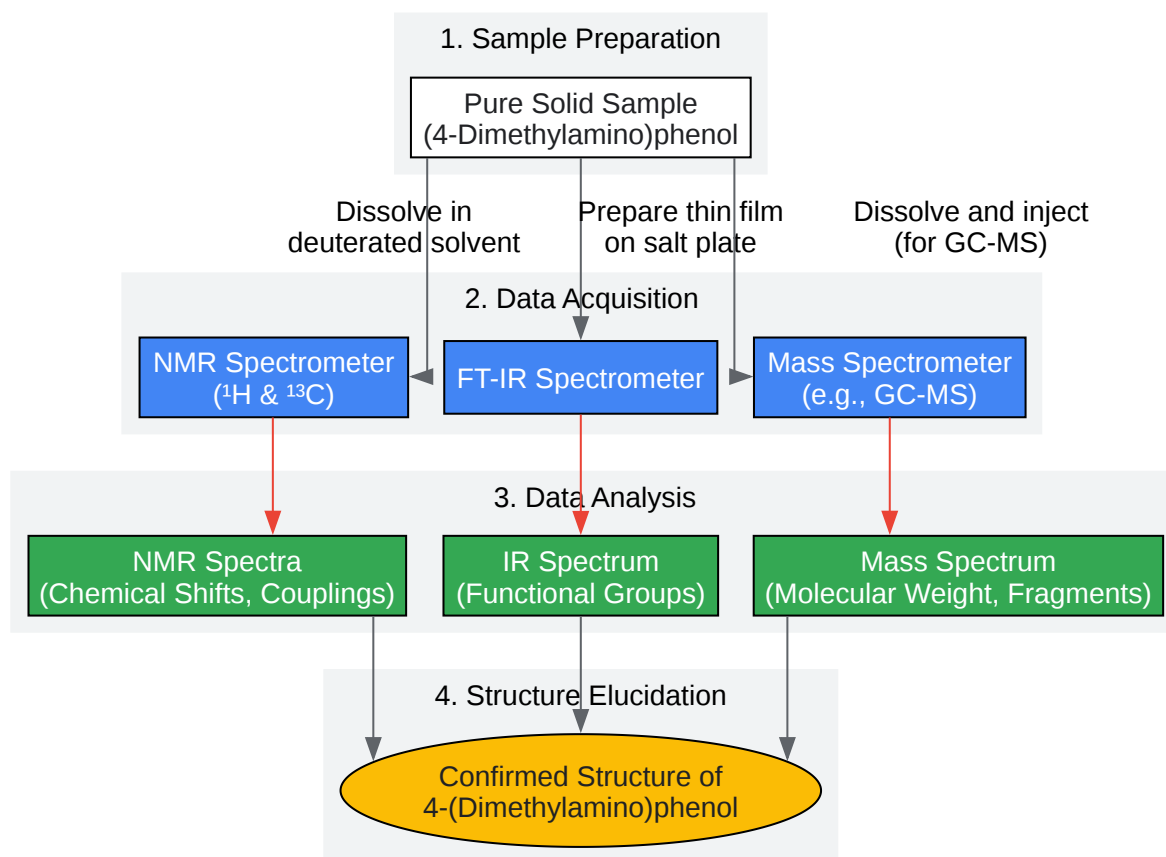 1. Sample Preparation
Pure Solid Sample
(4-Dimethylamino)phenol
Dissolve in
deuterated solvent
Prepare thin film
on salt plate
Dissolve and inject
(for GC-MS)
2. Data Acquisition
NMR Spectrometer
(¹H & ¹³C)
FT-IR Spectrometer
Mass Spectrometer
(e.g., GC-MS)
3. Data Analysis
NMR Spectra
(Chemical Shifts, Couplings)
IR Spectrum
(Functional Groups)
Mass Spectrum
(Molecular Weight, Fragments)
4. Structure Elucidation
Confirmed Structure of
4-(Dimethylamino)phenol